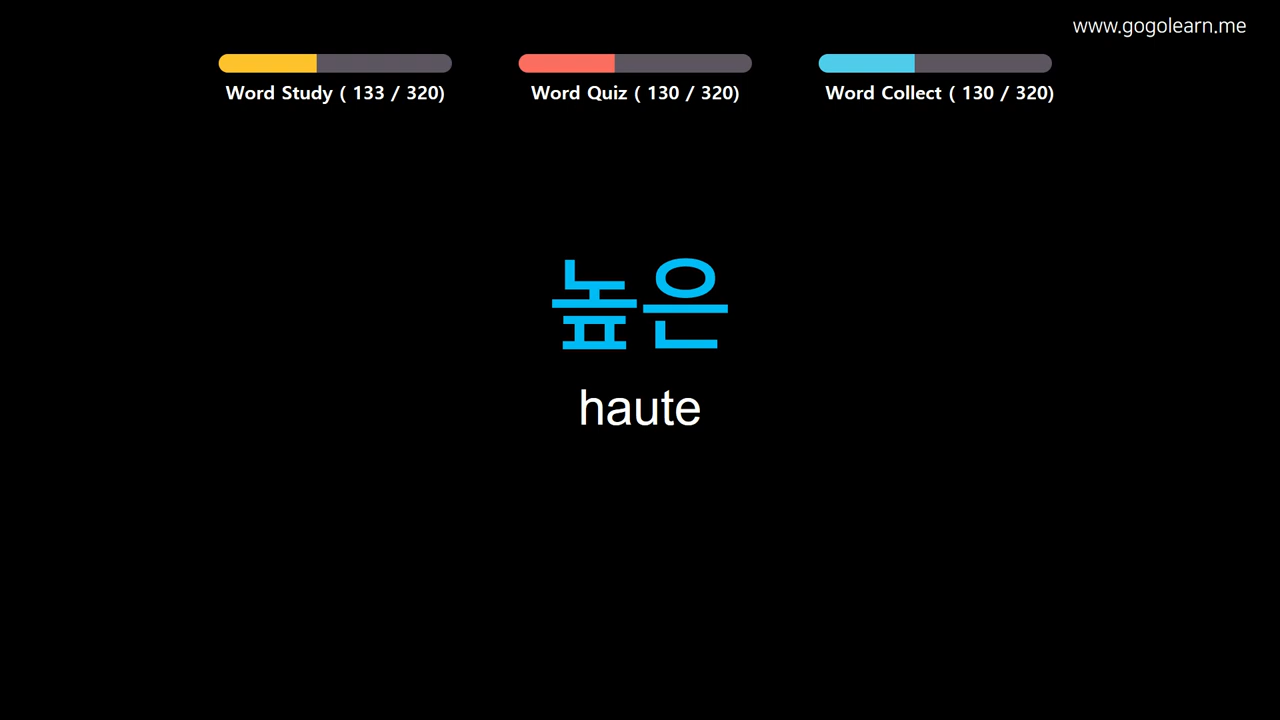 www.gogolearn.me
Word Study ( 133 / 320)
Word Quiz ( 130 / 320)
Word Collect ( 130 / 320)
높은
haute